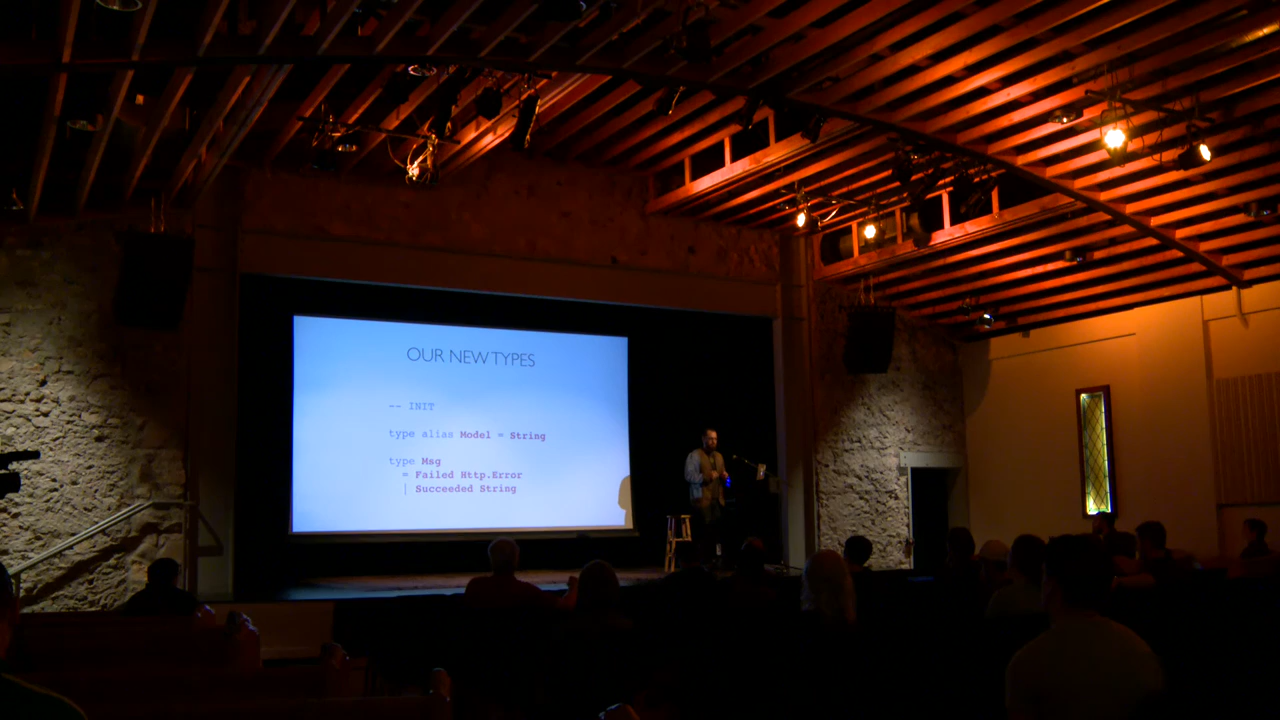 OUR NEW TYPES
-- INIT
type alias Model = String
type Msg
= Failed Http.Error
| Succeeded String